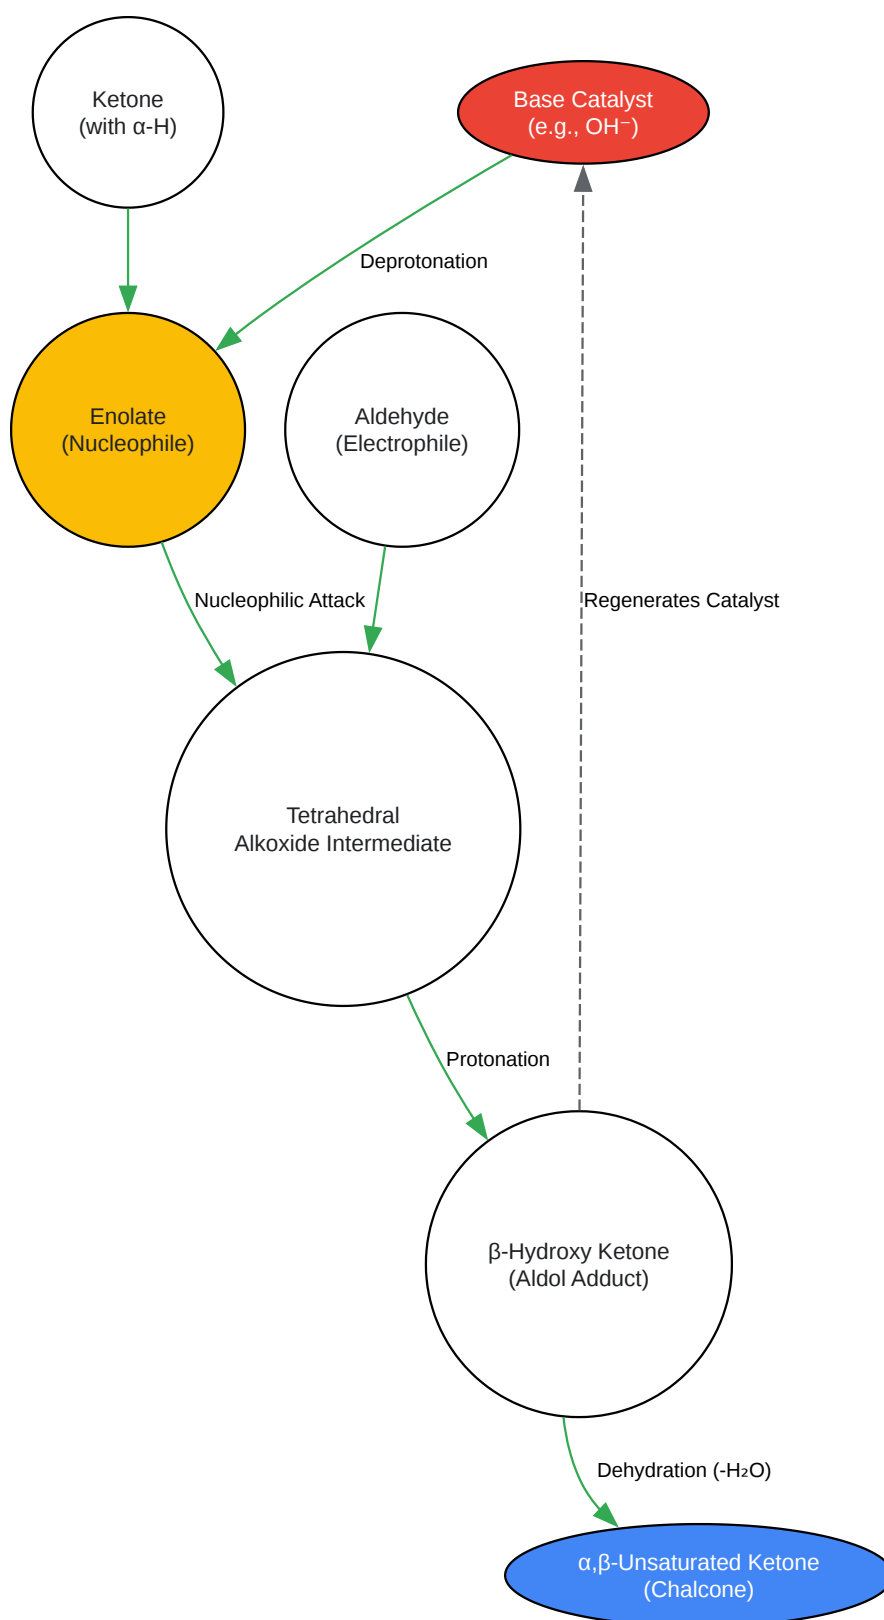 Ketone
(with α-H)
Base Catalyst
(e.g., OH⁻)
Deprotonation
Enolate
(Nucleophile)
Aldehyde
(Electrophile)
Nucleophilic Attack
Regenerates Catalyst
Tetrahedral
Alkoxide Intermediate
Protonation
β-Hydroxy Ketone
(Aldol Adduct)
Dehydration (-H₂O)
α,β-Unsaturated Ketone
(Chalcone)